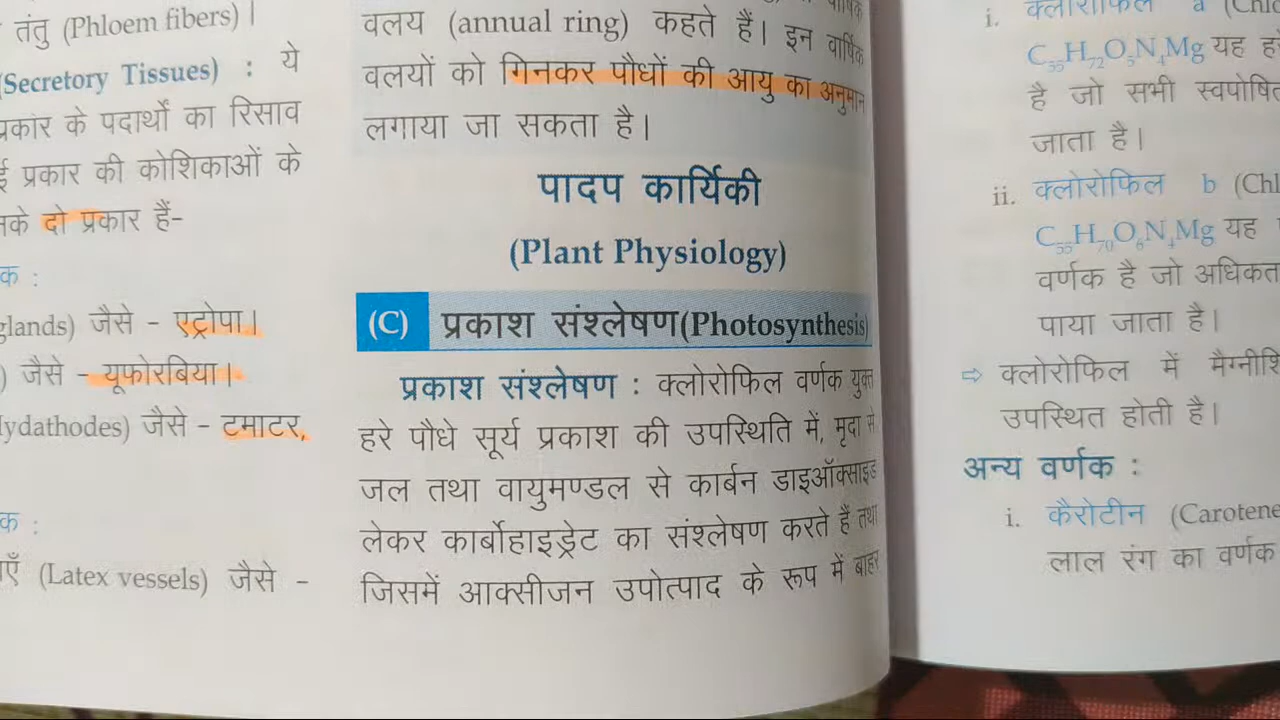 तंतु (Phloem fibers)।
(Secretory Tissues) : ये
प्रकार के पदार्थों का रिसाव
प्रकार की कोशिकाओं के
दो प्रकार हैं-
क :
glands) जैसे - एट्रोपा।
) जैसे - यूफोरबिया।
lydathodes) जैसे - टमाटर,
क :
(Latex vessels) जैसे -
वलय (annual ring) कहते हैं। इन वार्षिक
वलयों को गिनकर पौधों की आयु का अनुमान
लगाया जा सकता है।
पादप कार्यिकी
(Plant Physiology)
(C) प्रकाश संश्लेषण(Photosynthesis)
प्रकाश संश्लेषण : क्लोरोफिल वर्णक युक्त
हरे पौधे सूर्य प्रकाश की उपस्थिति में, मृदा से
जल तथा वायुमण्डल से कार्बन डाइऑक्साइड
लेकर कार्बोहाइड्रेट का संश्लेषण करते हैं तथा
जिसमें आक्सीजन उपोत्पाद के रूप में बाहर
i. क्लोरोफिल a (Chlo
C₅₅H₇₂O₅N₄Mg यह ह
है जो सभी स्वपोषित
जाता है।
ii. क्लोरोफिल b (Chl
C₅₅H₇₀O₆N₄Mg यह
वर्णक है जो अधिकत
पाया जाता है।
⇨ क्लोरोफिल में मैग्नीशि
उपस्थित होती है।
अन्य वर्णक :
i. कैरोटीन (Carotene
लाल रंग का वर्णक